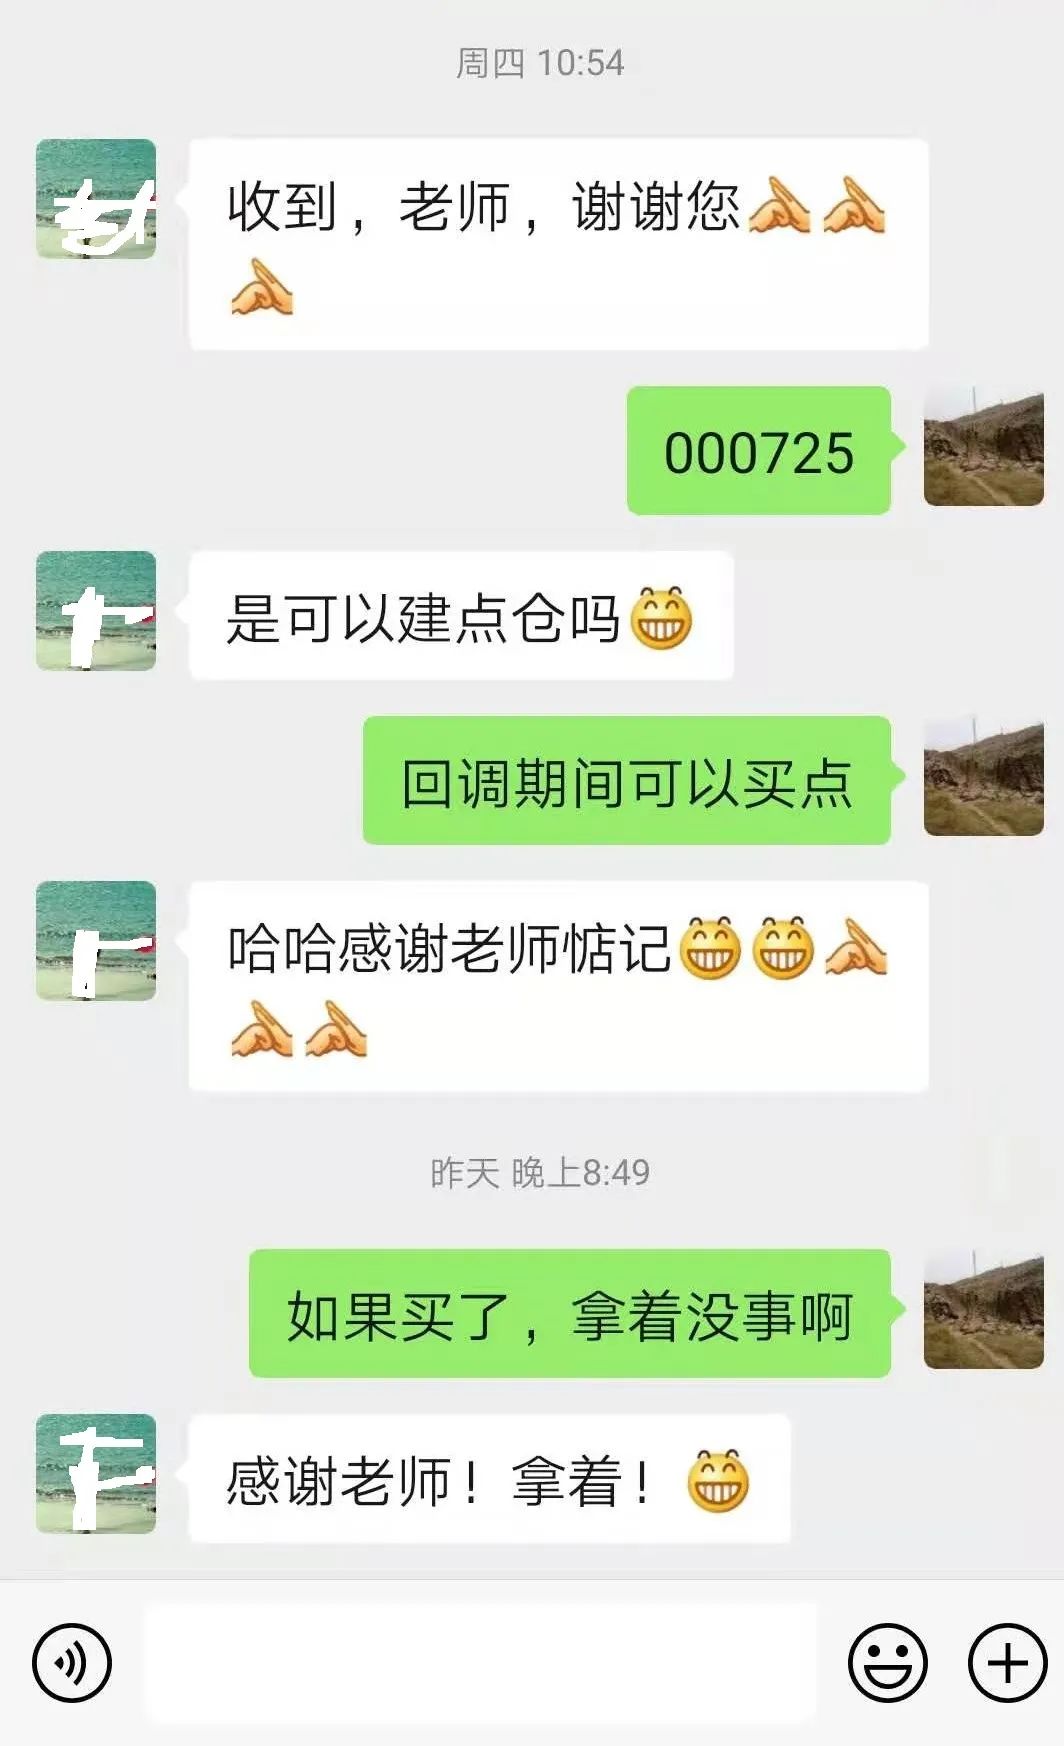 周四 10:54
收到，老师，谢谢您
000725
是可以建点仓吗
回调期间可以买点
哈哈感谢老师惦记
昨天 晚上8:49
如果买了，拿着没事啊
感谢老师！拿着！